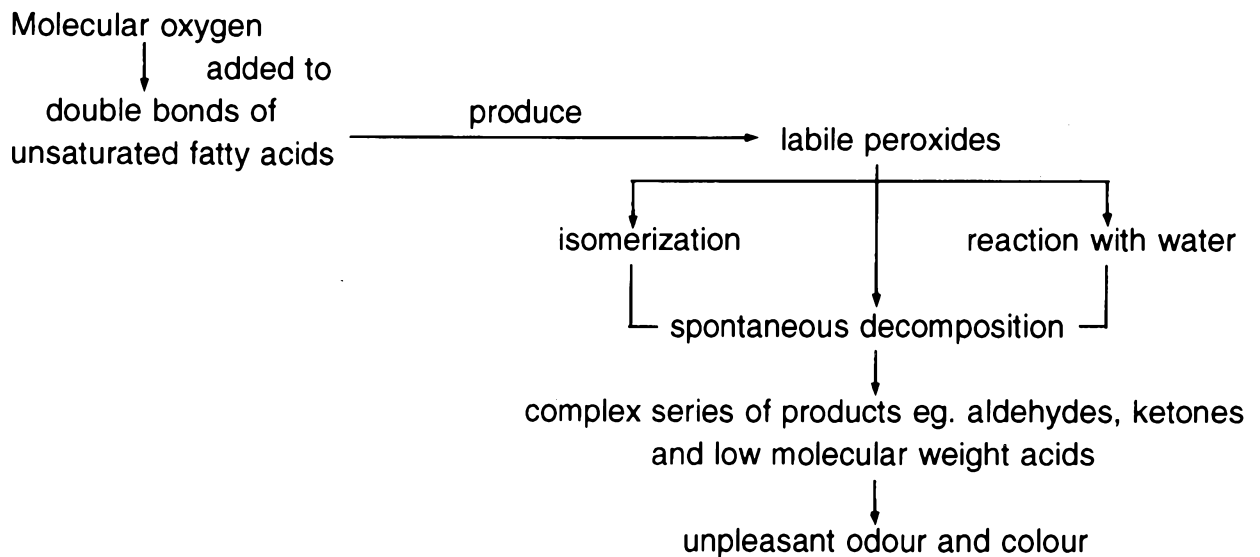 Molecular oxygen
added to
double bonds of
unsaturated fatty acids
produce
labile peroxides
isomerization
reaction with water
spontaneous decomposition
complex series of products eg. aldehydes, ketones
and low molecular weight acids
unpleasant odour and colour